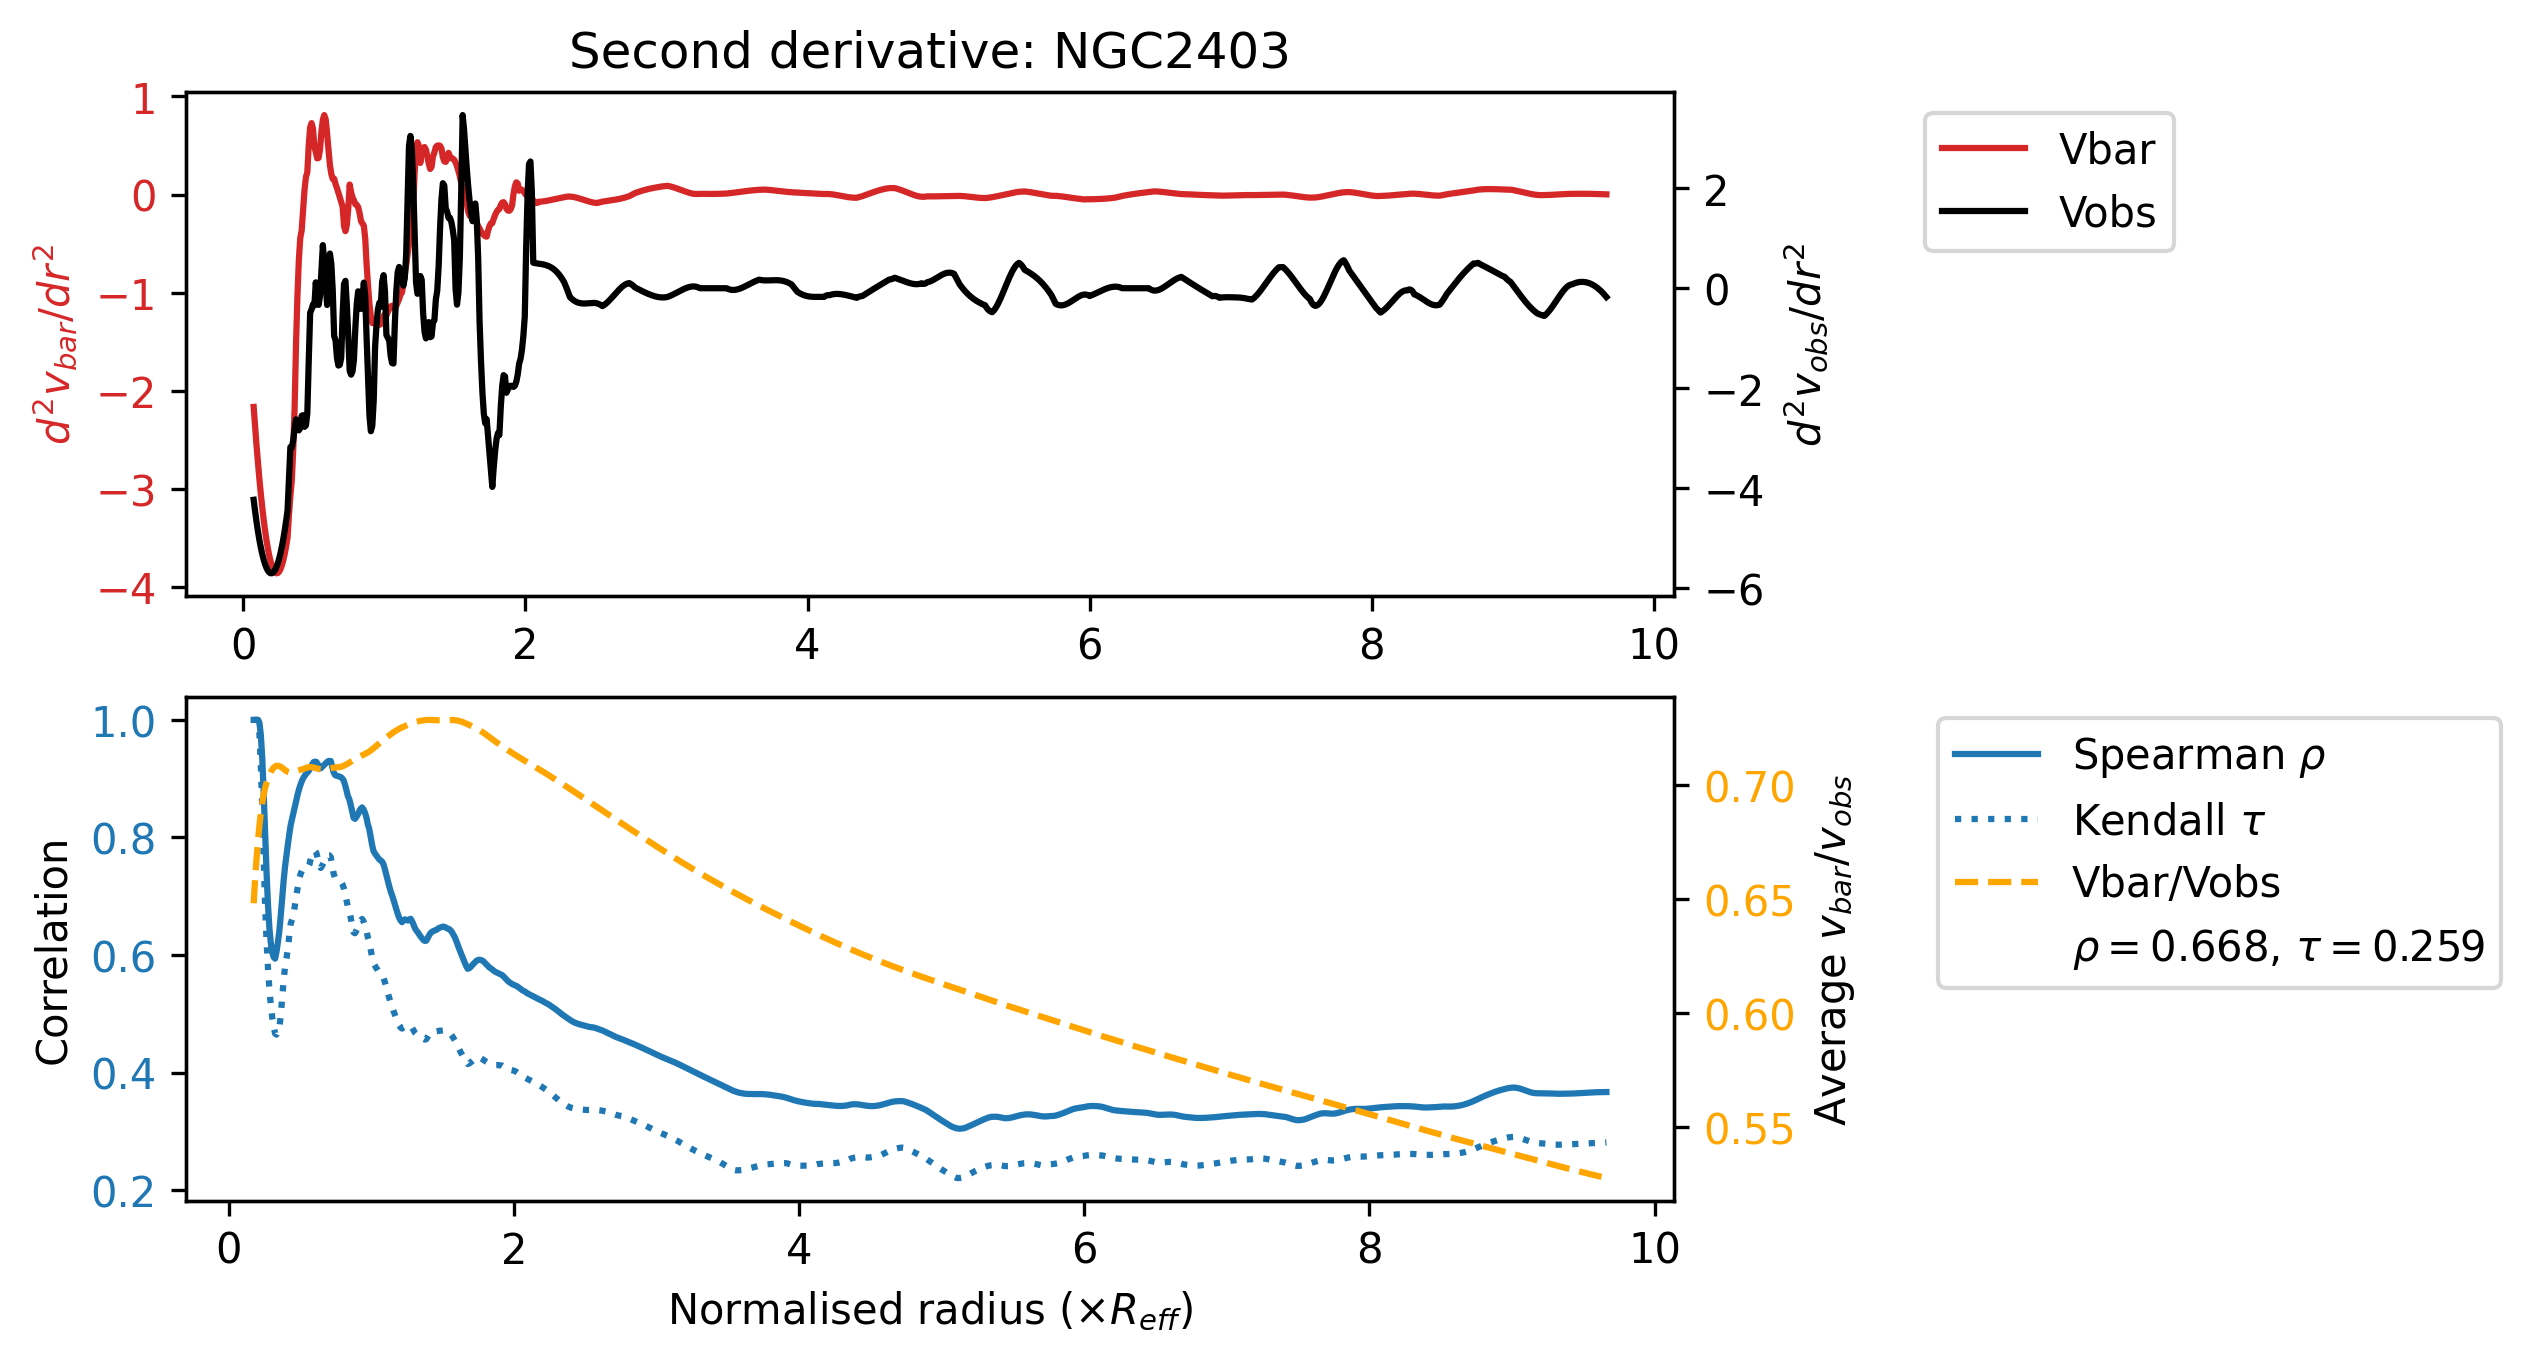 Second derivative: NGC2403
1
0
−1
−2
−3
−4
d²v_bar/dr²
2
0
−2
−4
−6
d²v_obs/dr²
0 2 4 6 8 10
Vbar
Vobs
1.0
0.8
0.6
0.4
0.2
Correlation
0.70
0.65
0.60
0.55
Average v_bar/v_obs
0 2 4 6 8 10
Normalised radius (×R_eff)
Spearman ρ
Kendall τ
Vbar/Vobs
ρ = 0.668, τ = 0.259